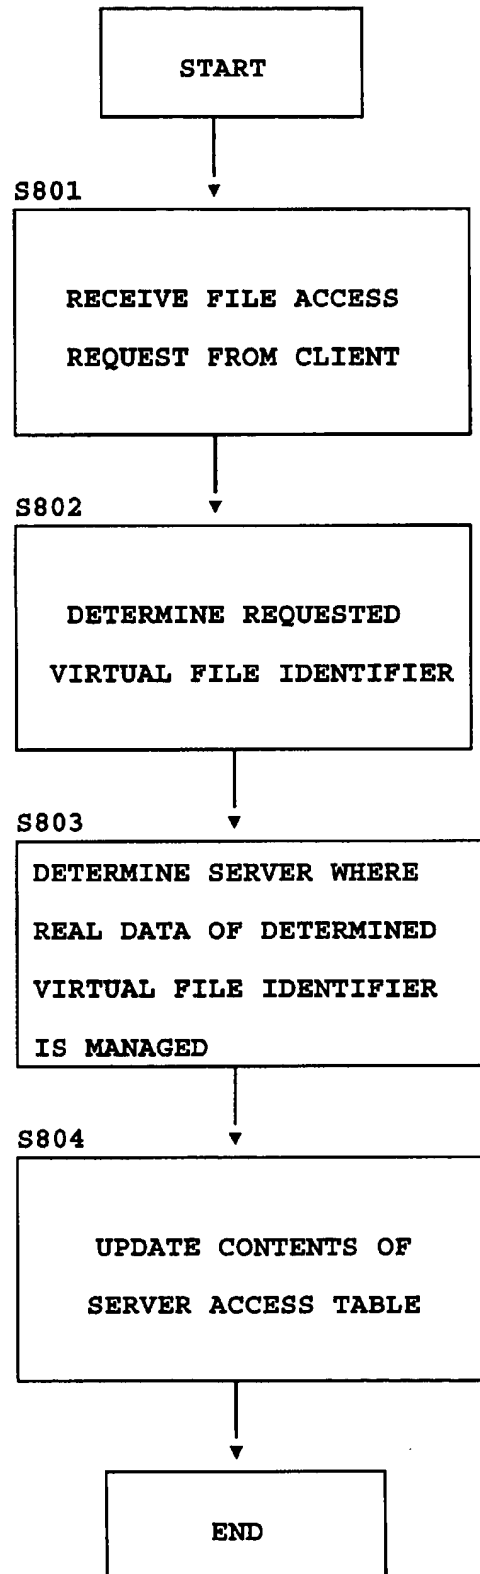 START
S801
RECEIVE FILE ACCESS
REQUEST FROM CLIENT
S802
DETERMINE REQUESTED
VIRTUAL FILE IDENTIFIER
S803
DETERMINE SERVER WHERE
REAL DATA OF DETERMINED
VIRTUAL FILE IDENTIFIER
IS MANAGED
S804
UPDATE CONTENTS OF
SERVER ACCESS TABLE
END